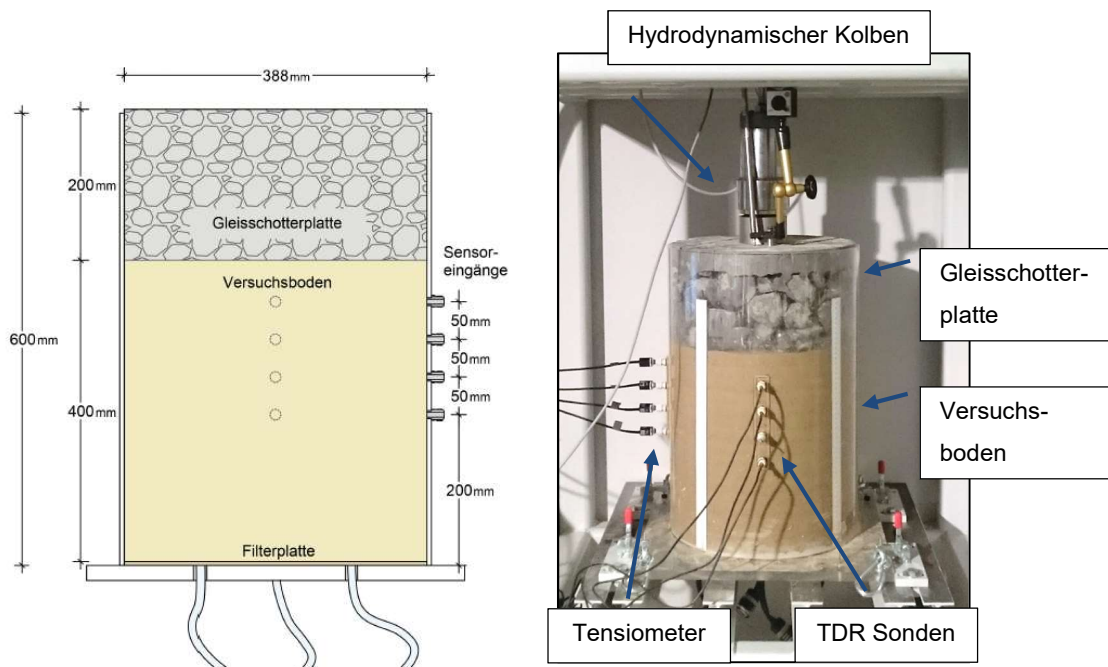 388mm
200mm
Gleisschotterplatte
Sensor-
eingänge
Versuchsboden
50mm
50mm
50mm
600mm
400mm
200mm
Filterplatte
Hydrodynamischer Kolben
Gleisschotter-
platte
Versuchs-
boden
Tensiometer
TDR Sonden